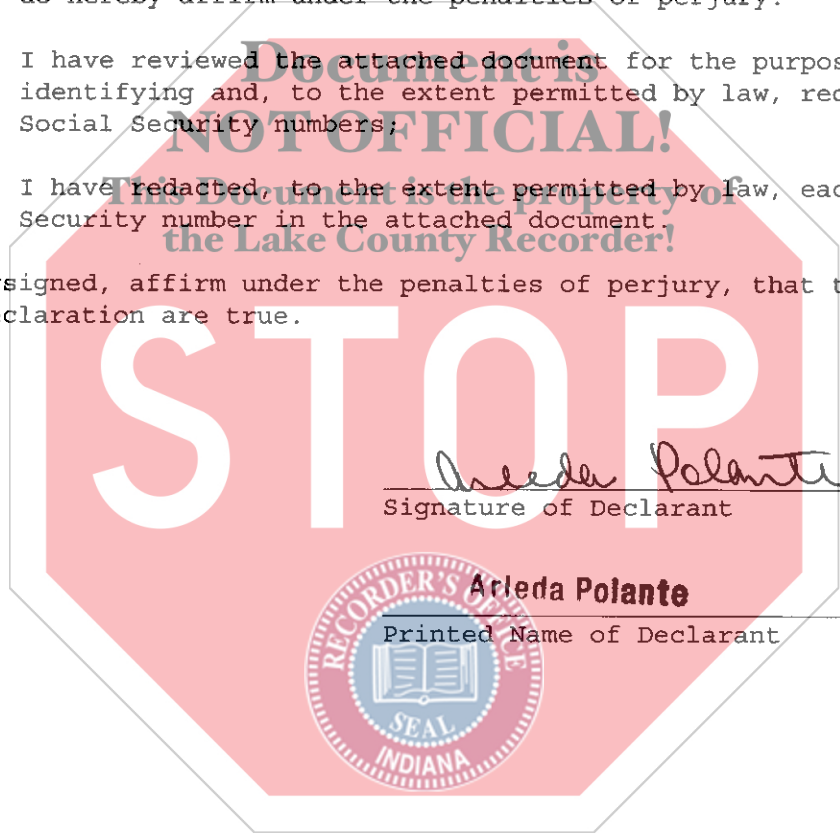 do hereby affirm under the penalties of perjury:
I have reviewed the attached document for the purpos
identifying and, to the extent permitted by law, red
Social Security numbers;
I have redacted, to the extent permitted by law, eac
Security number in the attached document.
signed, affirm under the penalties of perjury, that t
claration are true.
Document is
NOT OFFICIAL!
This Document is the property of
the Lake County Recorder!
STOP
Arleda Polante
Signature of Declarant
Arleda Polante
Printed Name of Declarant
RECORDER'S OFFICE
SEAL
INDIANA